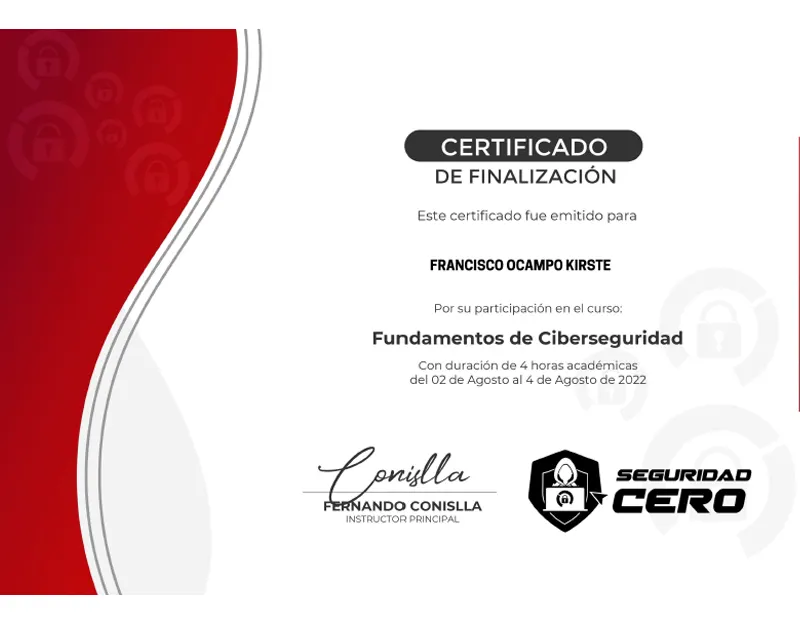 CERTIFICADO
DE FINALIZACIÓN
Este certificado fue emitido para
FRANCISCO OCAMPO KIRSTE
Por su participación en el curso:
Fundamentos de Ciberseguridad
Con duración de 4 horas académicas
del 02 de Agosto al 4 de Agosto de 2022
Conislla
FERNANDO CONISLLA
INSTRUCTOR PRINCIPAL
SEGURIDAD
CERO